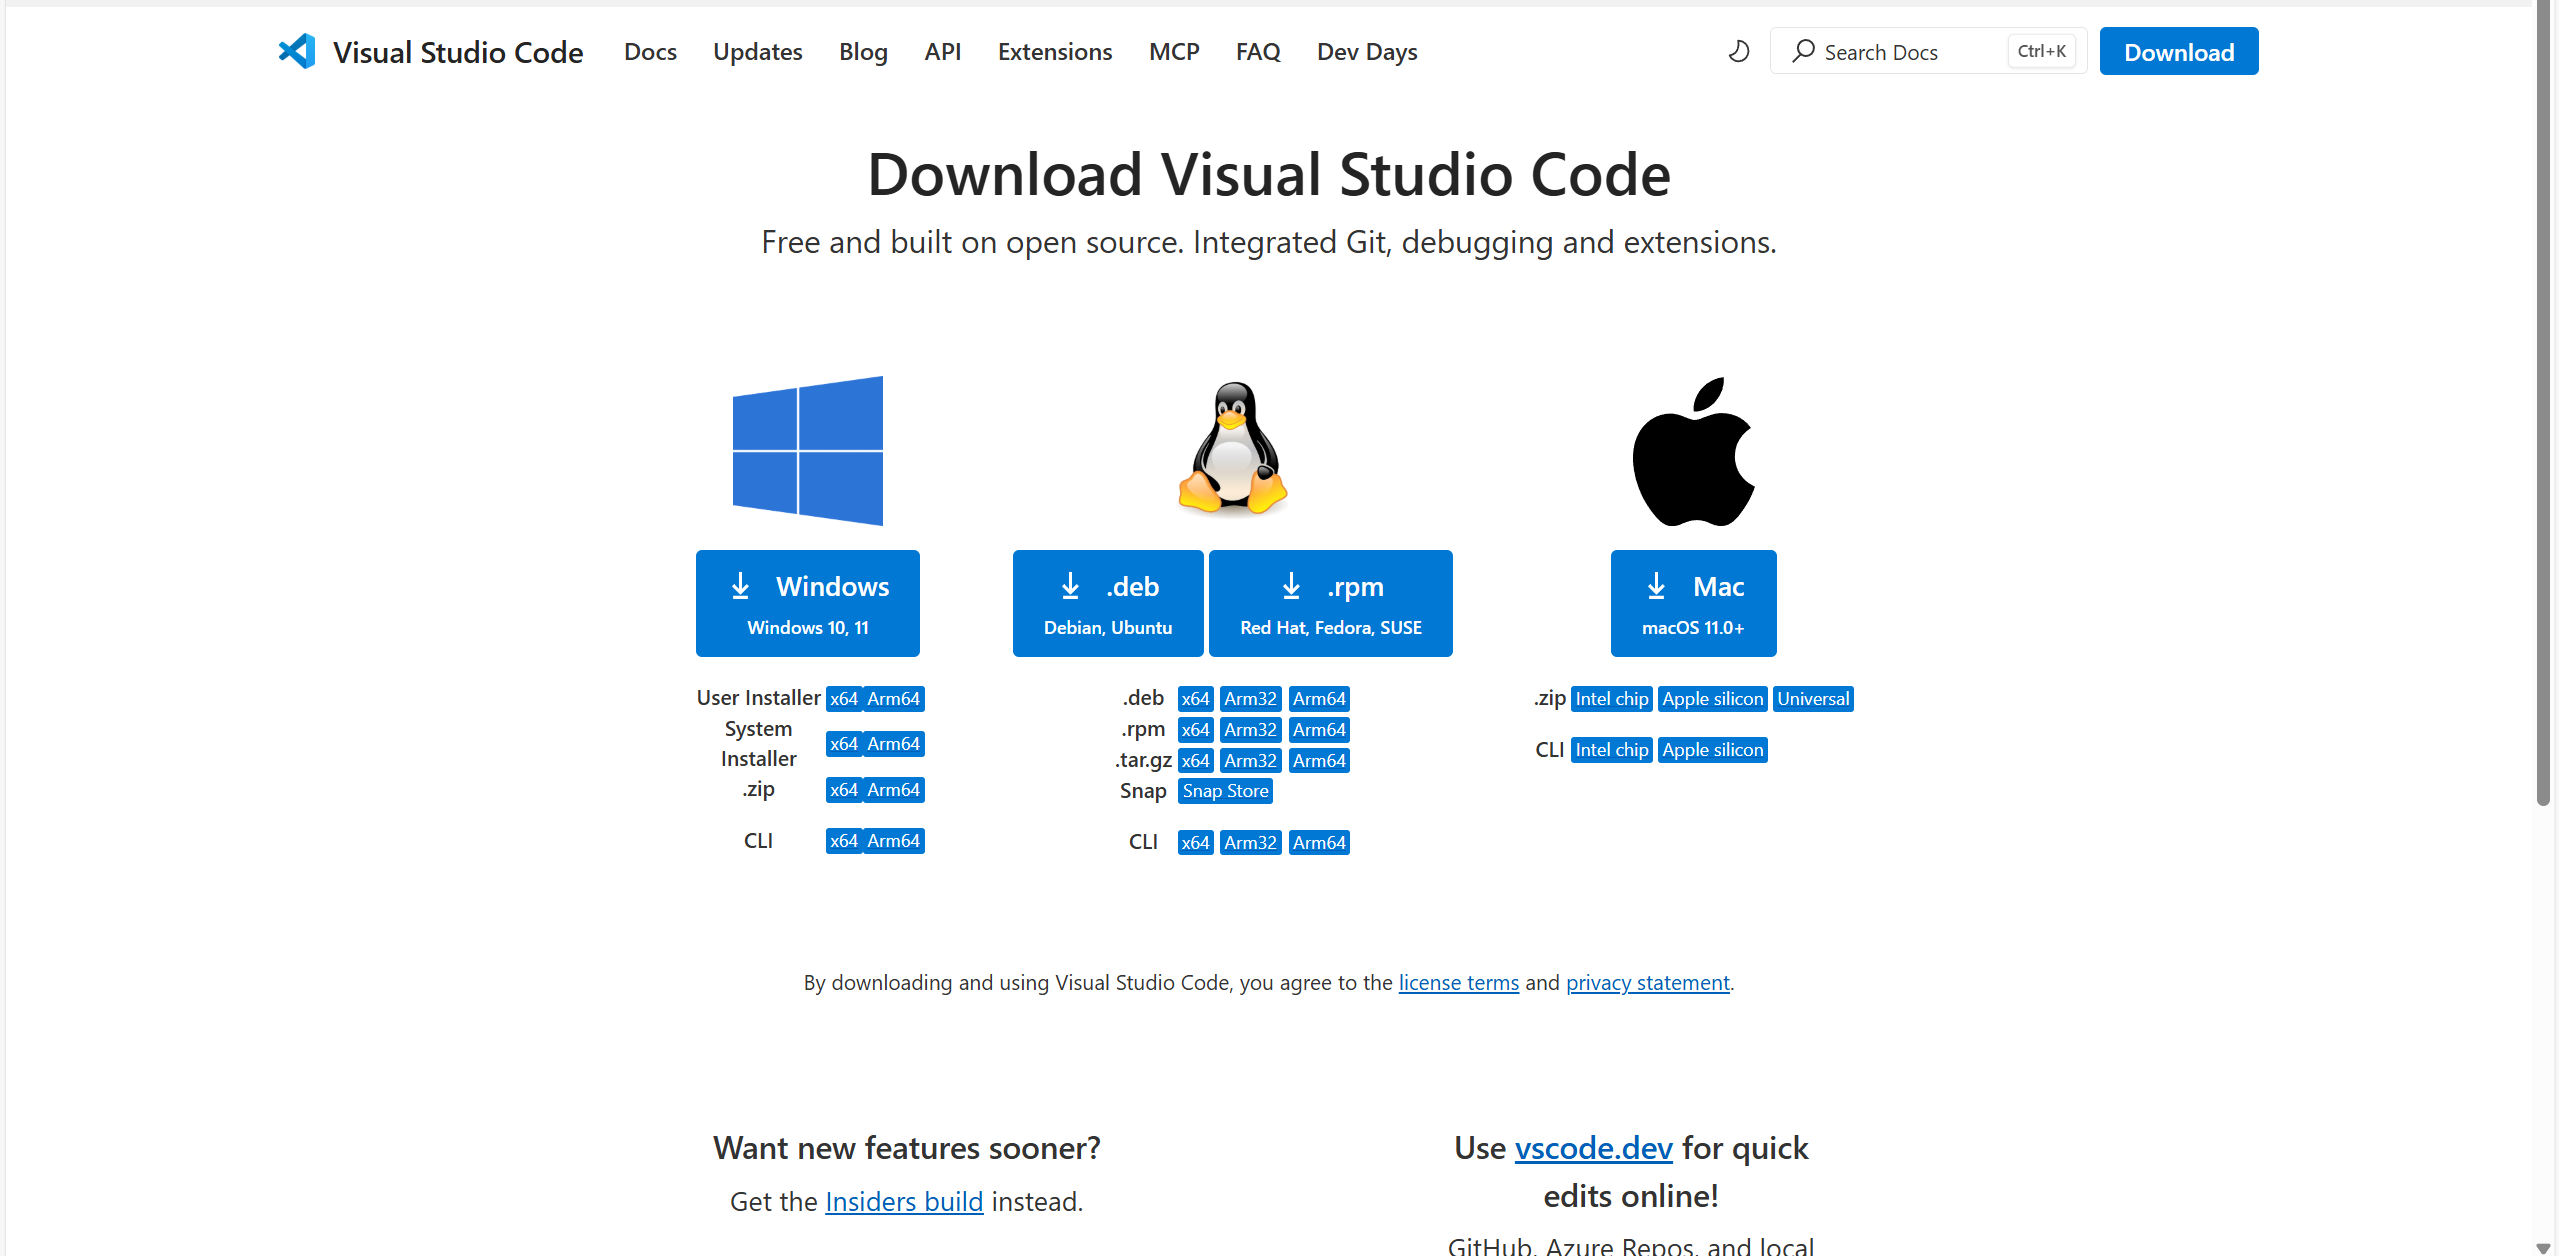 Visual Studio Code Docs Updates Blog API Extensions MCP FAQ Dev Days Search Docs Ctrl+K Download
Download Visual Studio Code
Free and built on open source. Integrated Git, debugging and extensions.
Windows
Windows 10, 11
User Installer x64 Arm64
System
Installer
x64 Arm64
.zip x64 Arm64
CLI x64 Arm64
.deb
Debian, Ubuntu
.rpm
Red Hat, Fedora, SUSE
.deb x64 Arm32 Arm64
.rpm x64 Arm32 Arm64
.tar.gz x64 Arm32 Arm64
Snap Snap Store
CLI x64 Arm32 Arm64
Mac
macOS 11.0+
.zip Intel chip Apple silicon Universal
CLI Intel chip Apple silicon
By downloading and using Visual Studio Code, you agree to the license terms and privacy statement.
Want new features sooner?
Get the Insiders build instead.
Use vscode.dev for quick
edits online!
GitHub, Azure Repos, and local